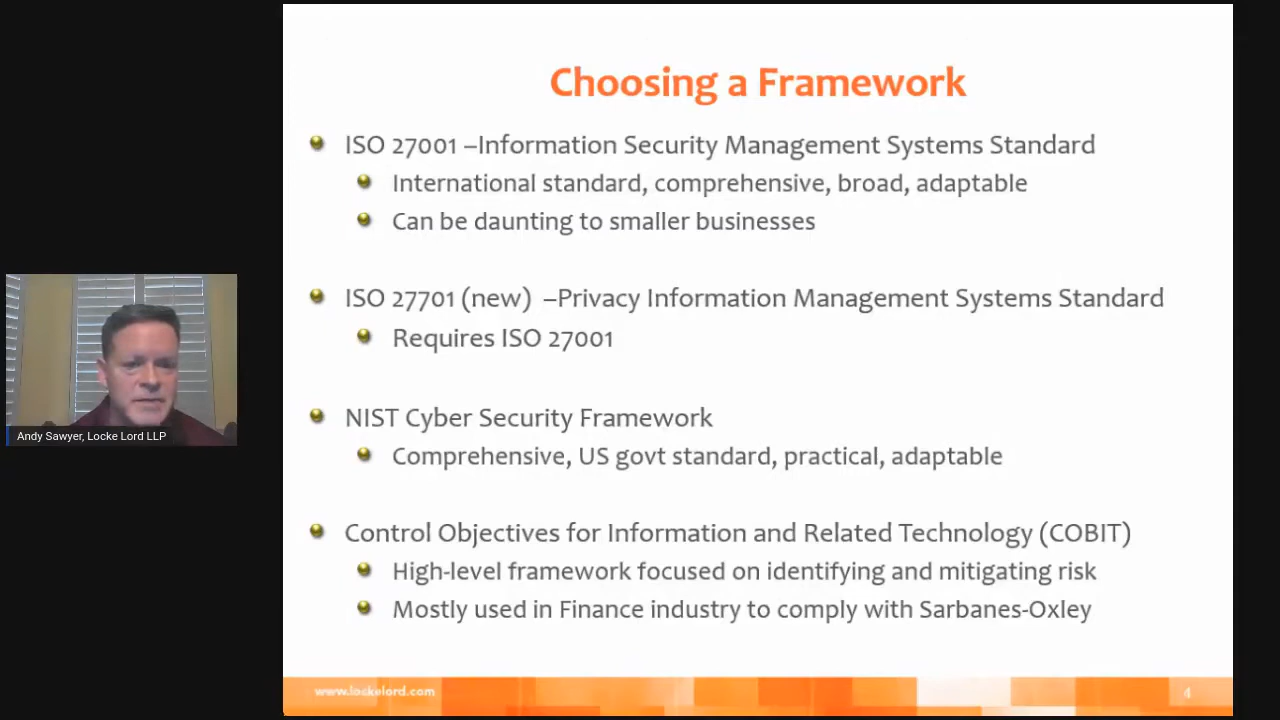 Choosing a Framework
ISO 27001 –Information Security Management Systems Standard
International standard, comprehensive, broad, adaptable
Can be daunting to smaller businesses
ISO 27701 (new) –Privacy Information Management Systems Standard
Requires ISO 27001
NIST Cyber Security Framework
Comprehensive, US govt standard, practical, adaptable
Control Objectives for Information and Related Technology (COBIT)
High-level framework focused on identifying and mitigating risk
Mostly used in Finance industry to comply with Sarbanes-Oxley
www.lockelord.com
4
Andy Sawyer, Locke Lord LLP